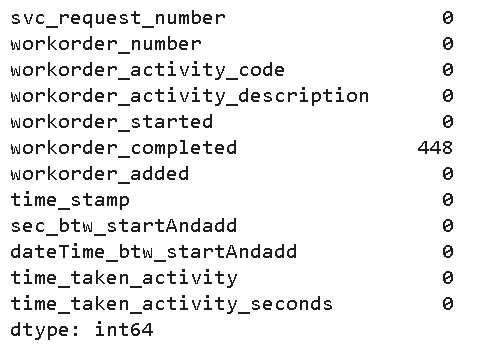 svc_request_number 0
workorder_number 0
workorder_activity_code 0
workorder_activity_description 0
workorder_started 0
workorder_completed 448
workorder_added 0
time_stamp 0
sec_btw_startAndadd 0
dateTime_btw_startAndadd 0
time_taken_activity 0
time_taken_activity_seconds 0
dtype: int64